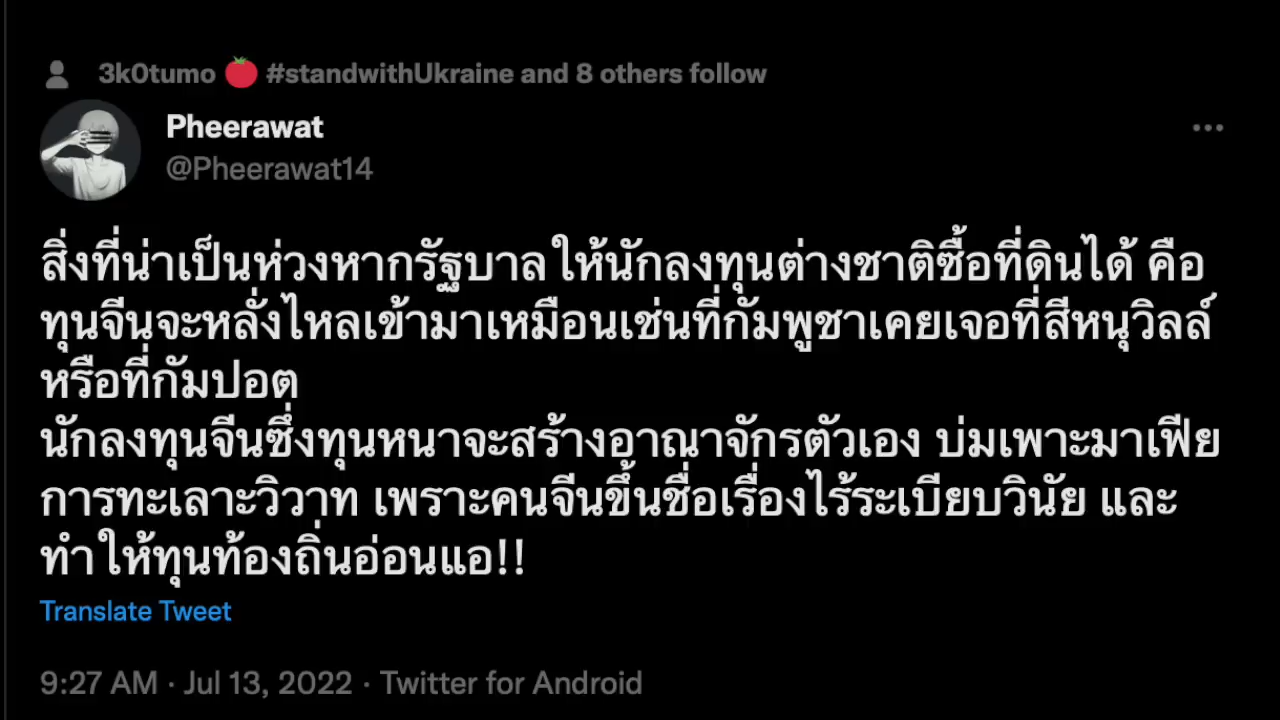 3k0tumo 🍅 #standwithUkraine and 8 others follow
Pheerawat
@Pheerawat14
สิ่งที่น่าเป็นห่วงหากรัฐบาลให้นักลงทุนต่างชาติซื้อที่ดินได้ คือ
ทุนจีนจะหลั่งไหลเข้ามาเหมือนเช่นที่กัมพูชาเคยเจอที่สีหนุวิลล์
หรือที่กัมปอต
นักลงทุนจีนซึ่งทุนหนาจะสร้างอาณาจักรตัวเอง บ่มเพาะมาเฟีย
การทะเลาะวิวาท เพราะคนจีนขึ้นชื่อเรื่องไร้ระเบียบวินัย และ
ทำให้ทุนท้องถิ่นอ่อนแอ!!
Translate Tweet
9:27 AM · Jul 13, 2022 · Twitter for Android